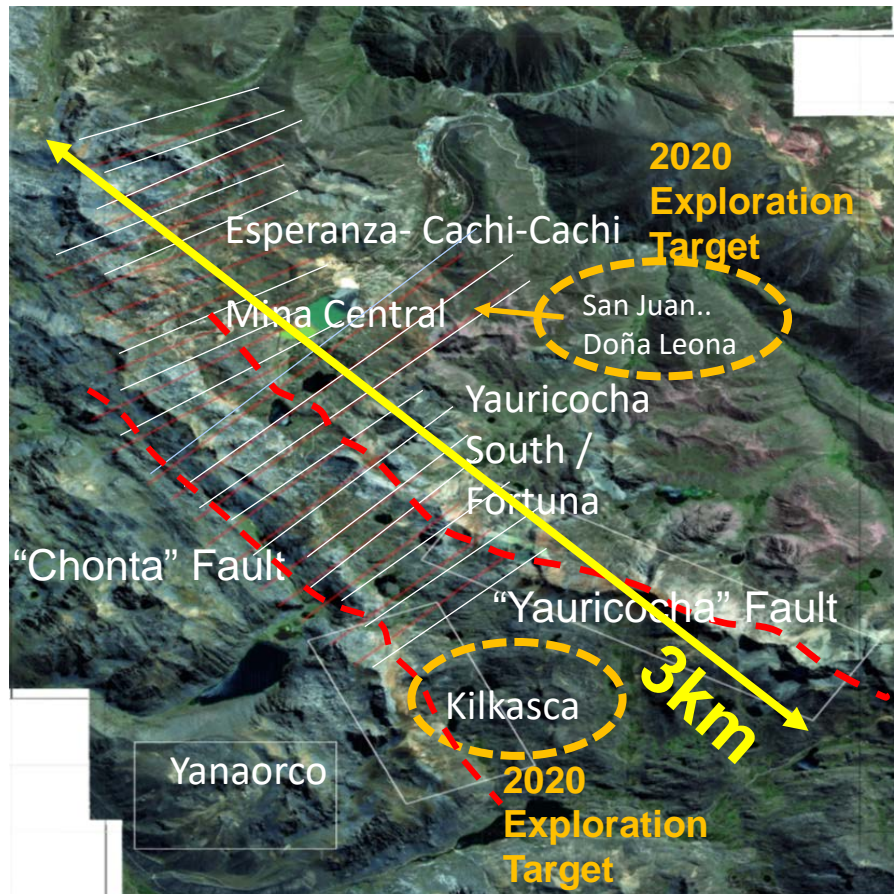 2020
Exploration
Target
Esperanza- Cachi-Cachi
San Juan..
Doña Leona
Mina Central
Yauricocha
South /
Fortuna
“Chonta” Fault
“Yauricocha” Fault
3km
Kilkasca
Yanaorco
2020
Exploration
Target